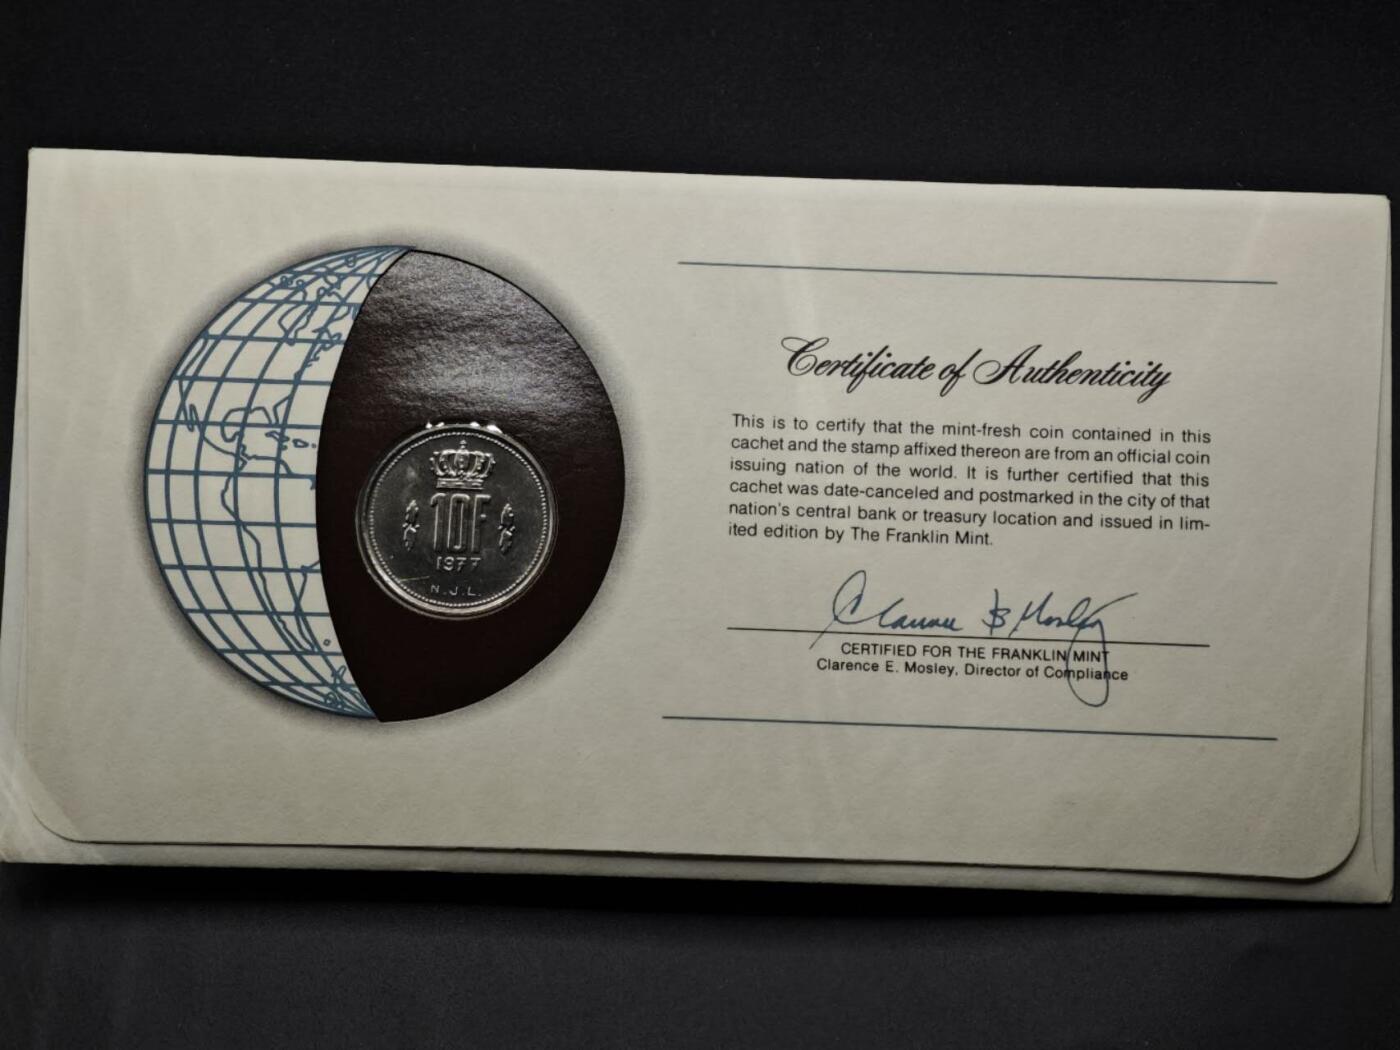 10F
1977
N.J.L.
Certificate of Authenticity
This is to certify that the mint-fresh coin contained in this
cachet and the stamp affixed thereon are from an official coin
issuing nation of the world. It is further certified that this
cachet was date-canceled and postmarked in the city of that
nation's central bank or treasury location and issued in lim-
ited edition by The Franklin Mint.
Clarence E Mosley
CERTIFIED FOR THE FRANKLIN MINT
Clarence E. Mosley, Director of Compliance